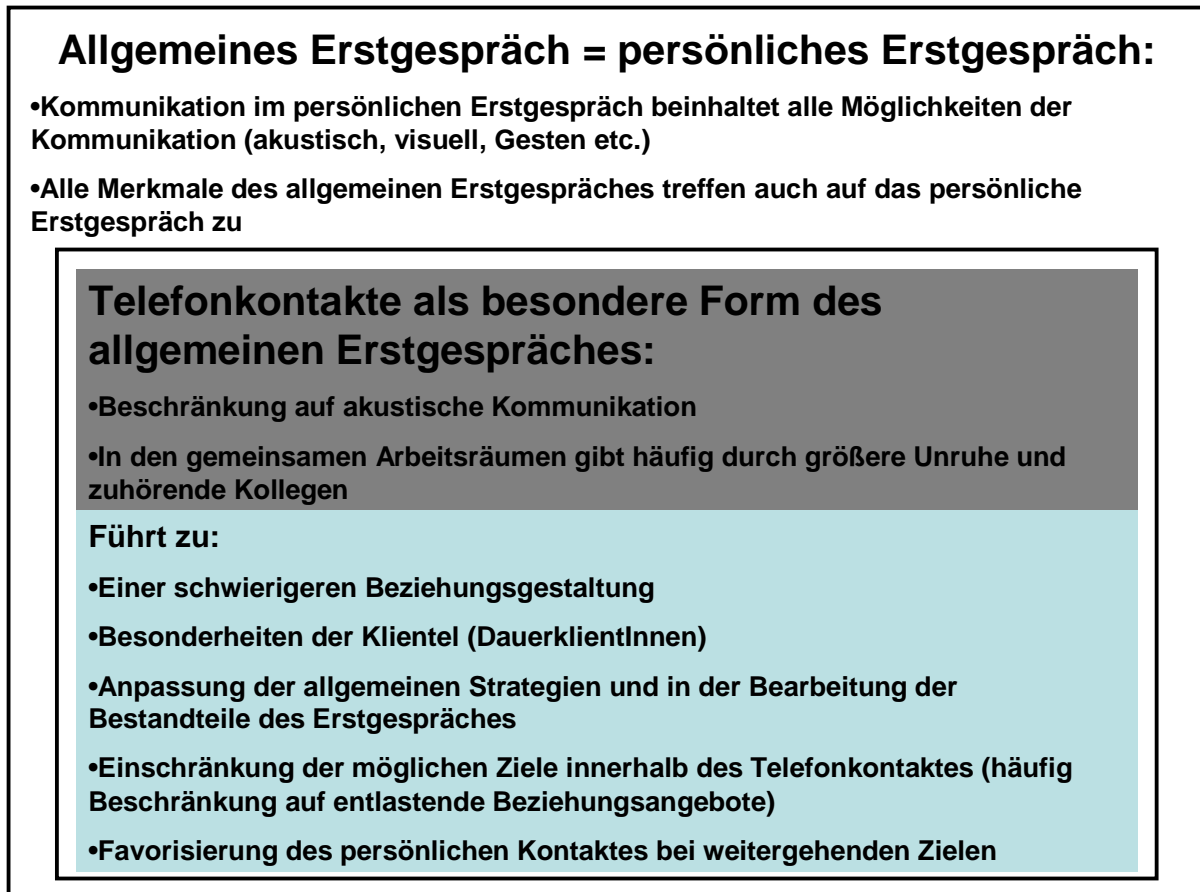 Allgemeines Erstgespräch = persönliches Erstgespräch:
•Kommunikation im persönlichen Erstgespräch beinhaltet alle Möglichkeiten der
Kommunikation (akustisch, visuell, Gesten etc.)
•Alle Merkmale des allgemeinen Erstgespräches treffen auch auf das persönliche
Erstgespräch zu
Telefonkontakte als besondere Form des
allgemeinen Erstgespräches:
•Beschränkung auf akustische Kommunikation
•In den gemeinsamen Arbeitsräumen gibt häufig durch größere Unruhe und
zuhörende Kollegen
Führt zu:
•Einer schwierigeren Beziehungsgestaltung
•Besonderheiten der Klientel (DauerklientInnen)
•Anpassung der allgemeinen Strategien und in der Bearbeitung der
Bestandteile des Erstgespräches
•Einschränkung der möglichen Ziele innerhalb des Telefonkontaktes (häufig
Beschränkung auf entlastende Beziehungsangebote)
•Favorisierung des persönlichen Kontaktes bei weitergehenden Zielen